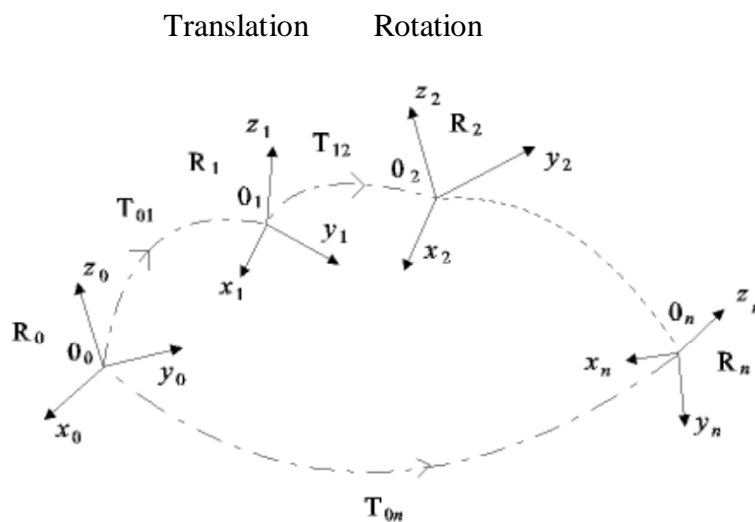 Translation Rotation
z₂
R₂
z₁
T₁₂
y₂
R₁
0₂
0₁
T₀₁
y₁
x₂
z₀
x₁
zₙ
0ₙ
R₀
0₀
xₙ
Rₙ
y₀
x₀
yₙ
T₀ₙ